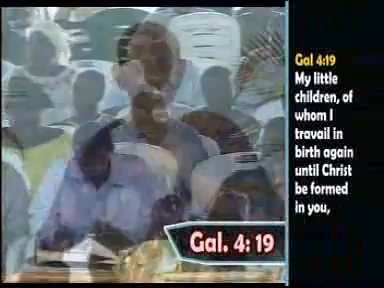 Gal 4:19
My little
children, of
whom I
travail in
birth again
until Christ
be formed
in you,
Gal. 4: 19